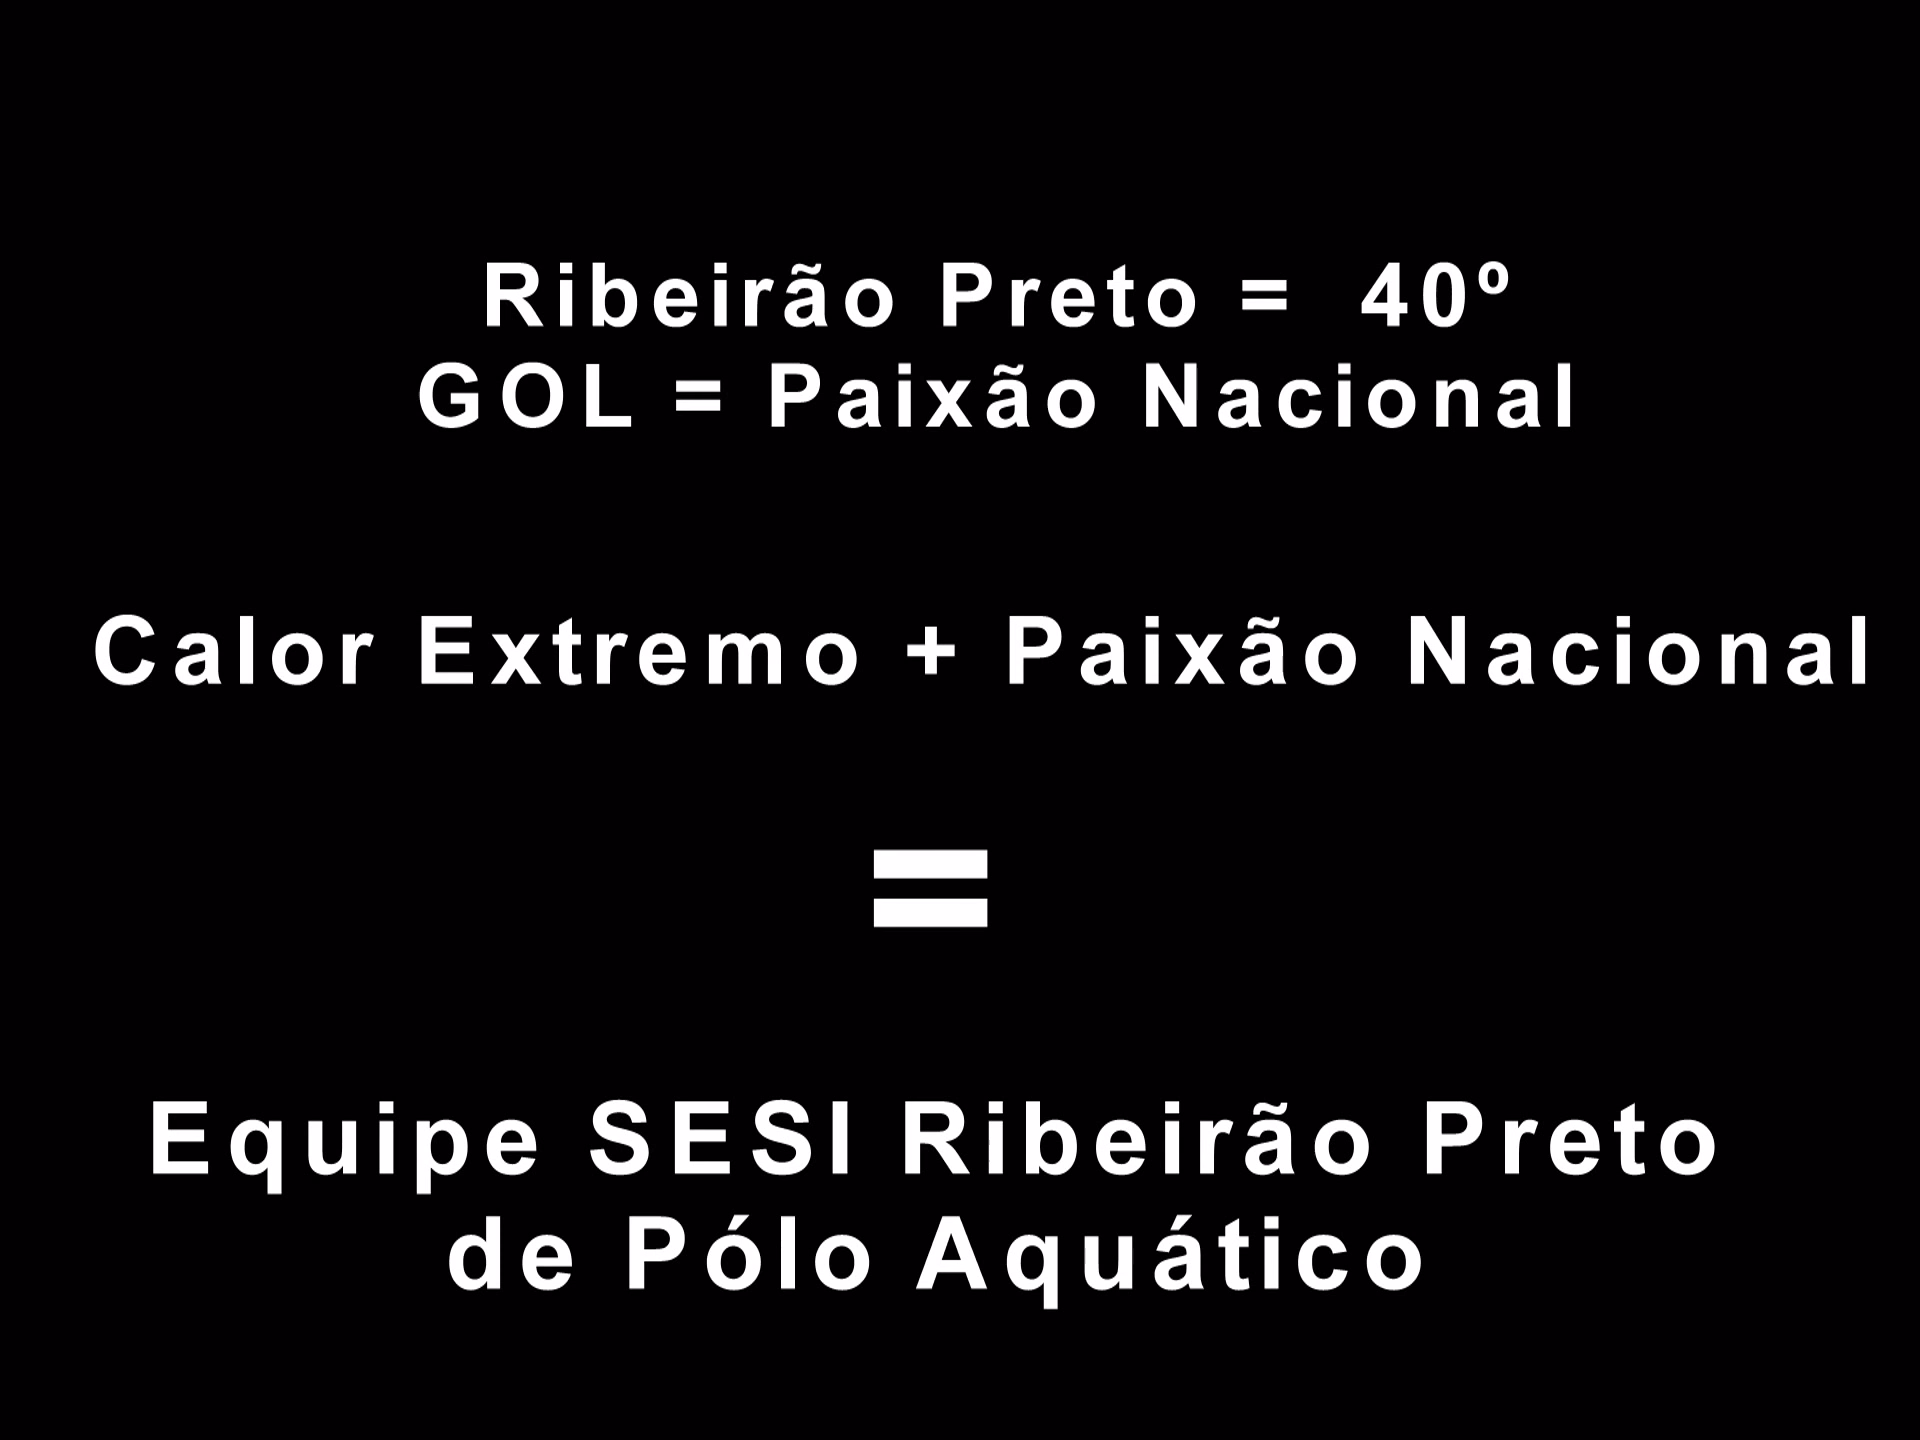 Ribeirão Preto = 40º
GOL = Paixão Nacional
Calor Extremo + Paixão Nacional
=
Equipe SESI Ribeirão Preto
de Pólo Aquático